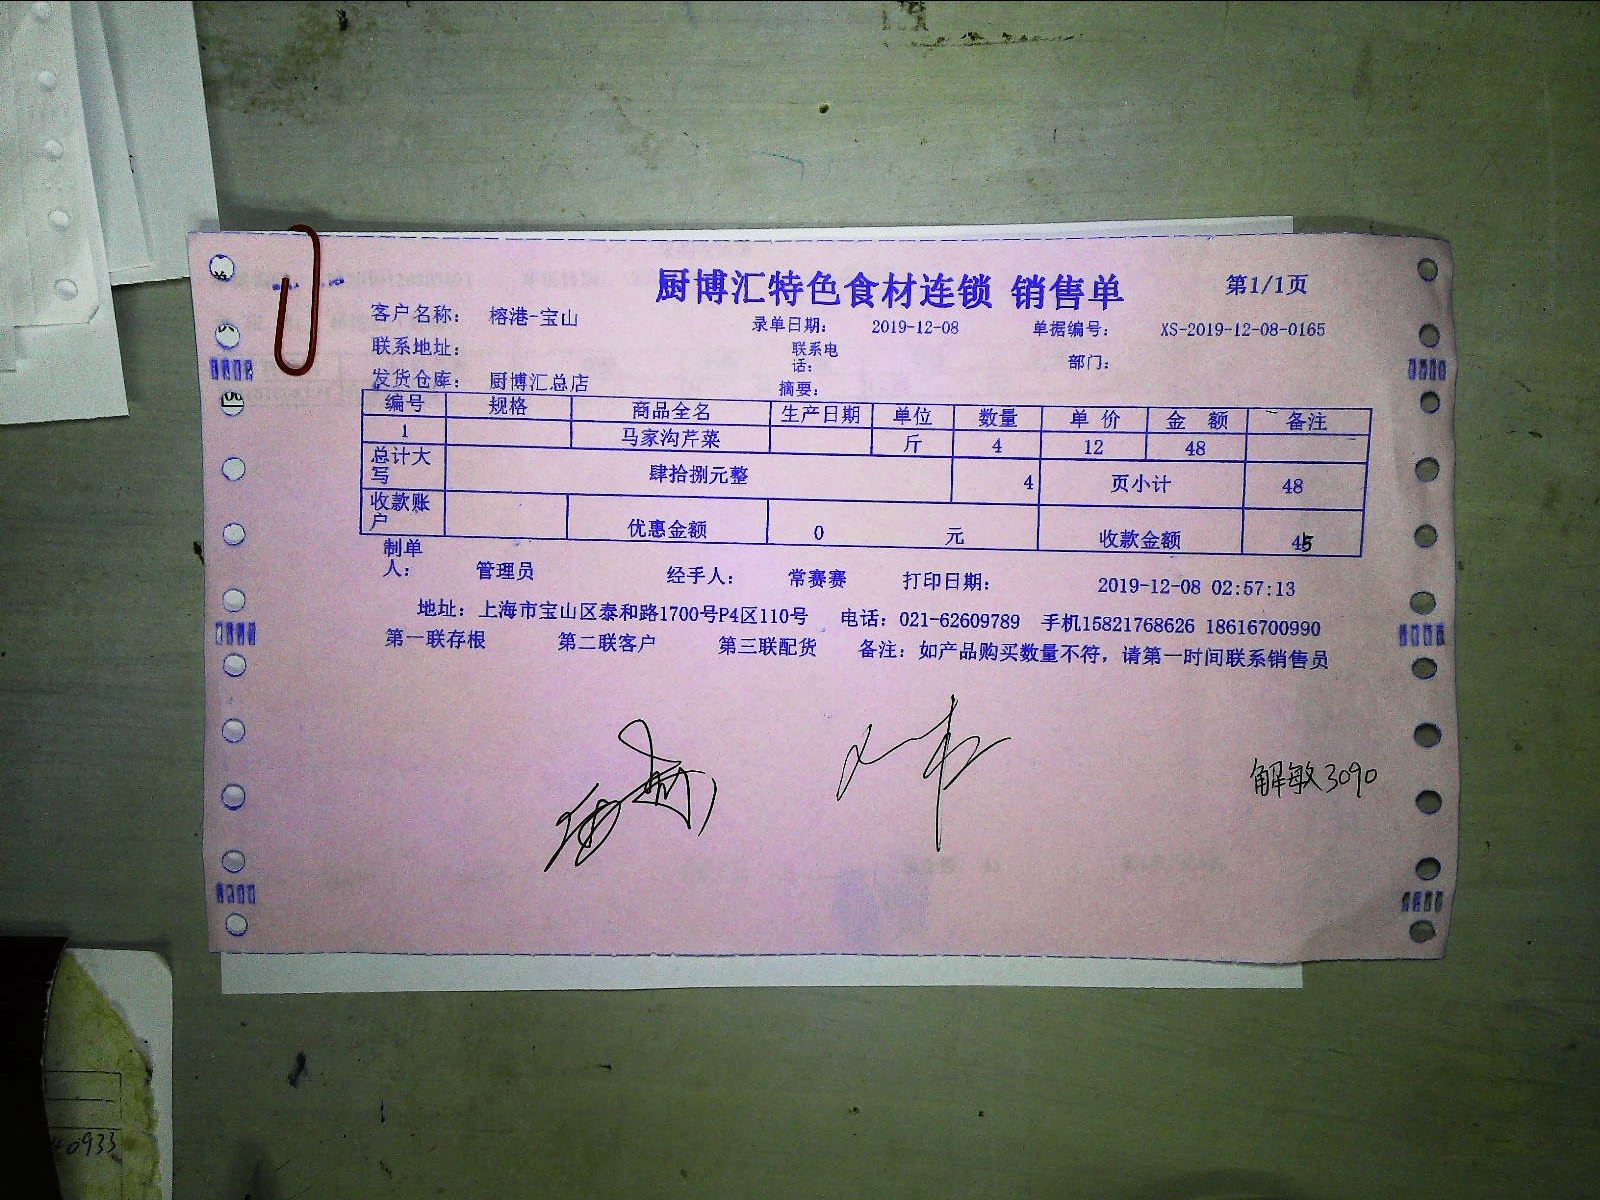 厨博汇特色食材连锁 销售单 第1/1页
客户名称： 榕港-宝山 录单日期： 2019-12-08 单据编号： XS-2019-12-08-0165
联系地址： 联系电话： 部门：
发货仓库： 厨博汇总店 摘要：
编号 规格 商品全名 生产日期 单位 数量 单 价 金 额 备注
1 马家沟芹菜 斤 4 12 48
总计大写 肆拾捌元整 4 页小计 48
收款账户 优惠金额 0 元 收款金额 45
制单人： 管理员 经手人： 常赛赛 打印日期： 2019-12-08 02:57:13
地址：上海市宝山区泰和路1700号P4区110号 电话：021-62609789 手机15821768626 18616700990
第一联存根 第二联客户 第三联配货 备注：如产品购买数量不符，请第一时间联系销售员
解敏3090
40933